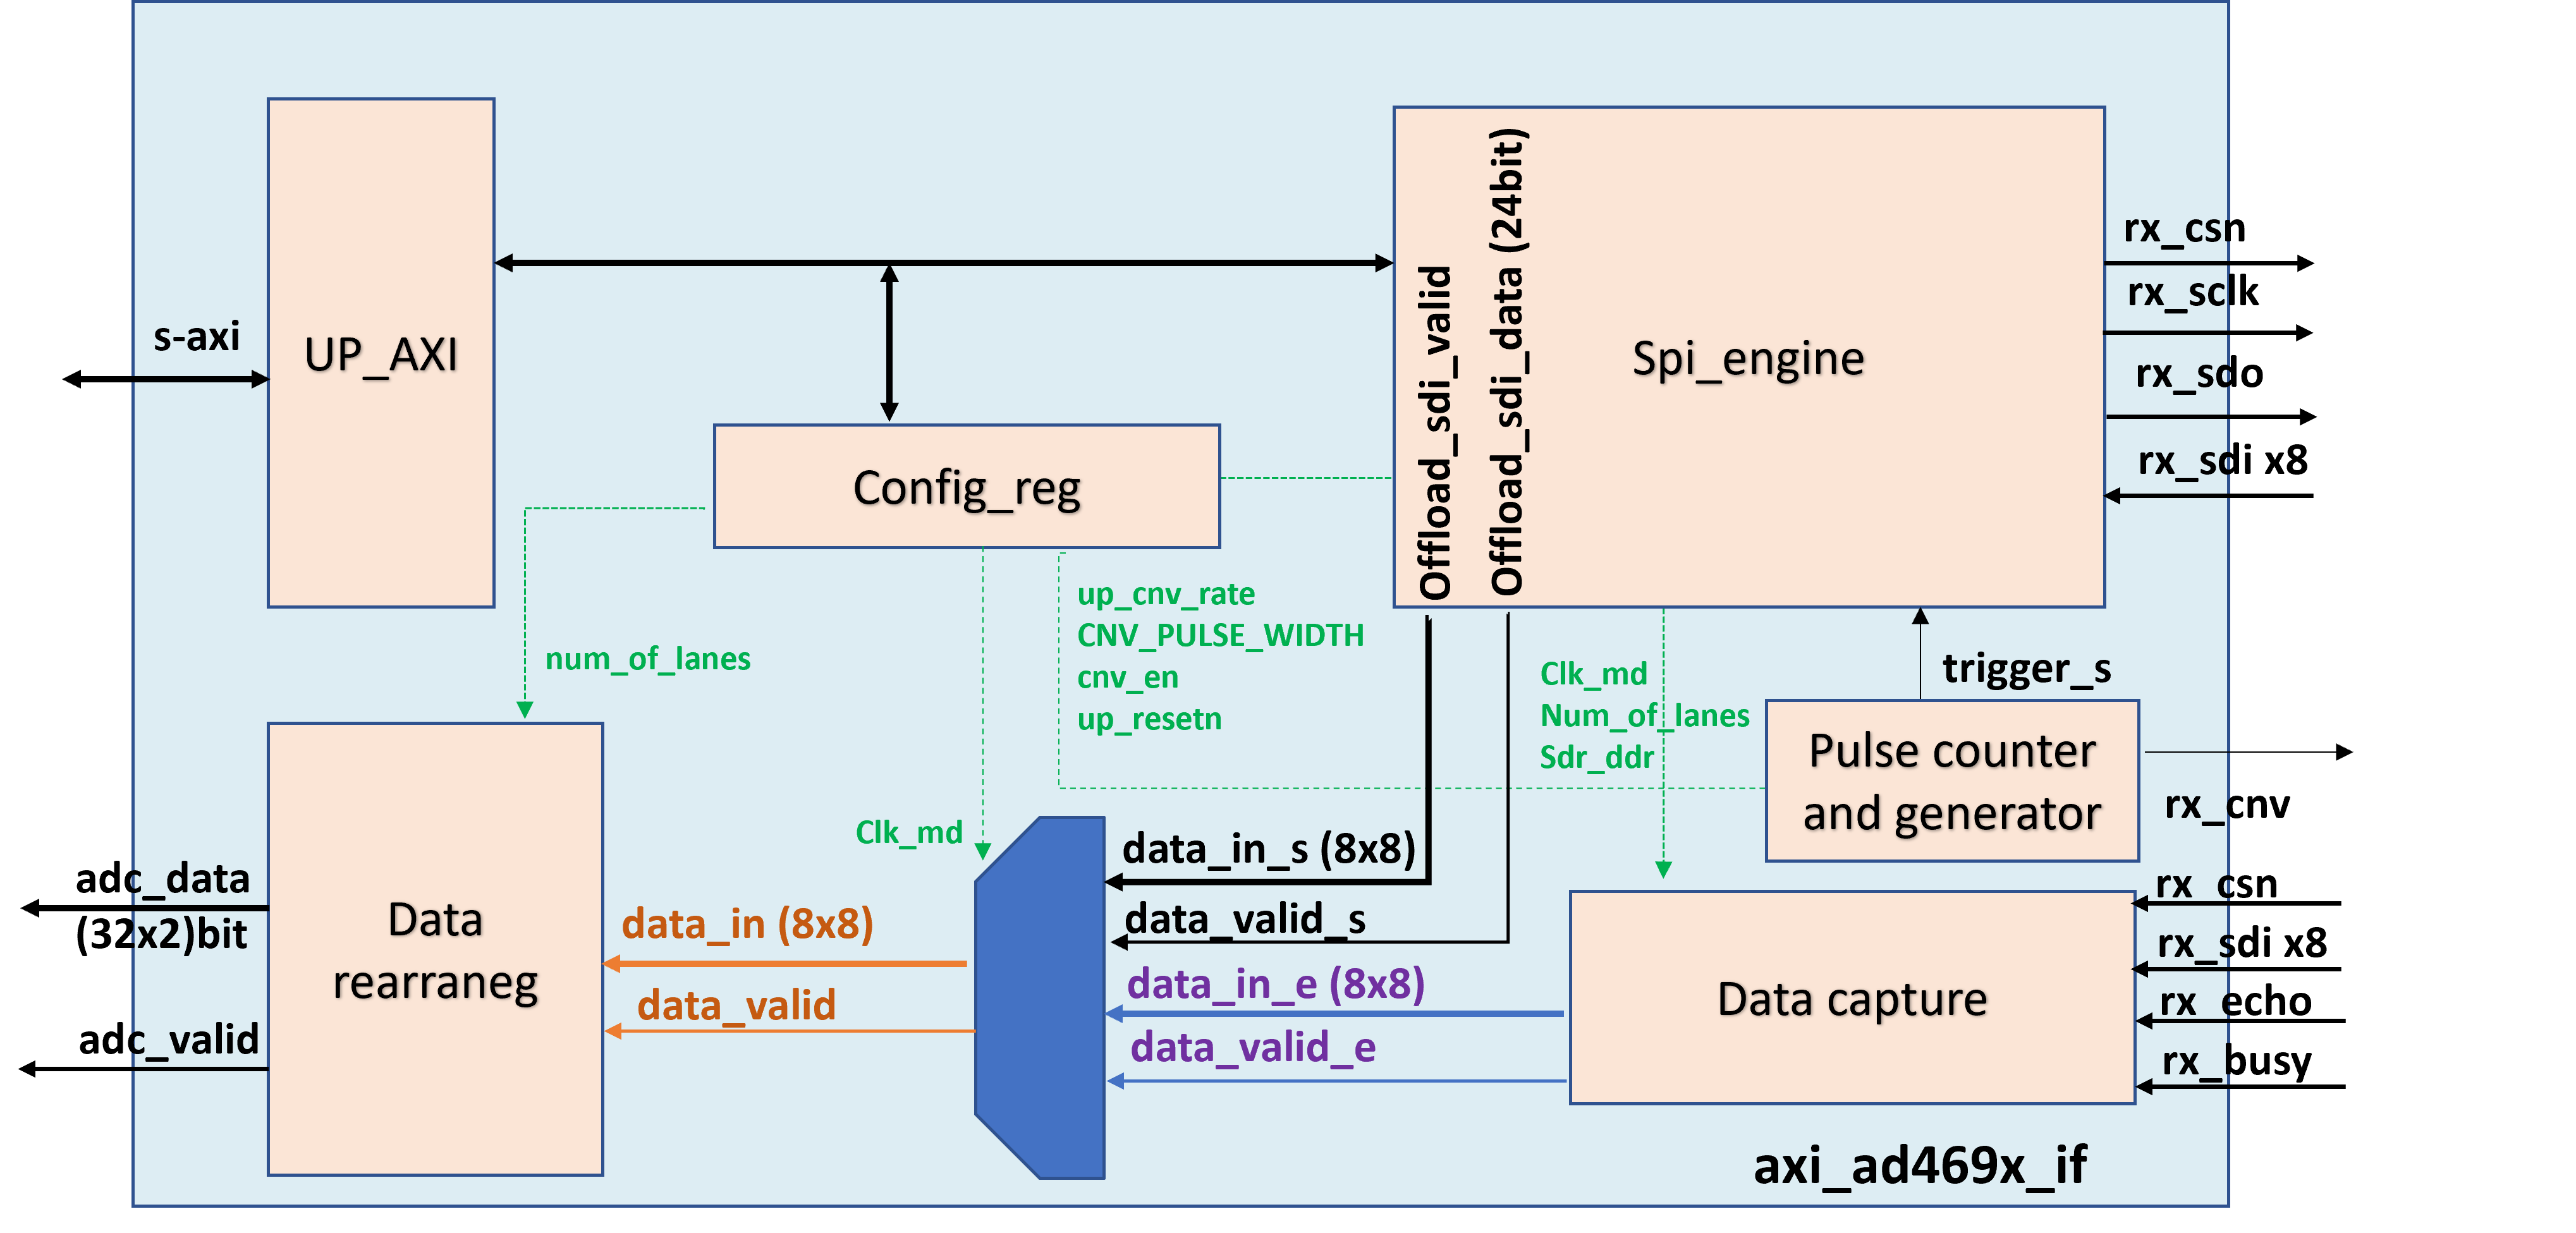 s-axi
UP_AXI
Config_reg
Offload_sdi_valid
Offload_sdi_data (24bit)
Spi_engine
rx_csn
rx_sclk
rx_sdo
rx_sdi x8
num_of_lanes
up_cnv_rate
CNV_PULSE_WIDTH
cnv_en
up_resetn
Clk_md
Num_of_lanes
Sdr_ddr
trigger_s
Pulse counter
and generator
rx_cnv
Clk_md
data_in_s (8x8)
data_valid_s
data_in_e (8x8)
data_valid_e
data_in (8x8)
data_valid
Data
rearraneg
adc_data
(32x2)bit
adc_valid
Data capture
rx_csn
rx_sdi x8
rx_echo
rx_busy
axi_ad469x_if